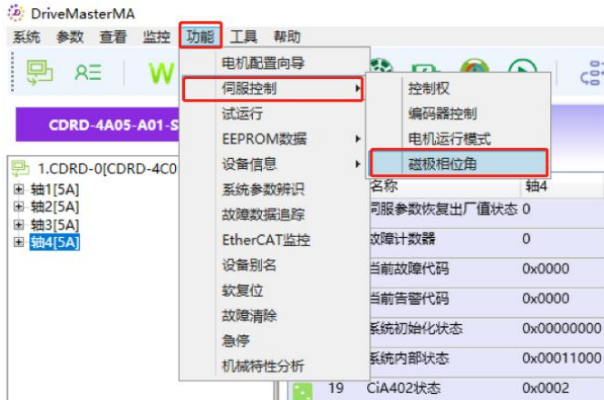 DriveMasterMA
系统 参数 查看 监控 功能 工具 帮助
W
CDRD-4A05-A01-S
1.CDRD-0[CDRD-4C0
轴1[5A]
轴2[5A]
轴3[5A]
轴4[5A]
电机配置向导
伺服控制
试运行
EEPROM数据
设备信息
系统参数辨识
故障数据追踪
EtherCAT监控
设备别名
软复位
故障清除
急停
机械特性分析
控制权
编码器控制
电机运行模式
磁极相位角
名称 轴4
伺服参数恢复出厂值状态 0
故障计数器 0
当前故障代码 0x0000
当前告警代码 0x0000
系统初始化状态 0x00000000
系统内部状态 0x00011000
19 CiA402状态 0x0002